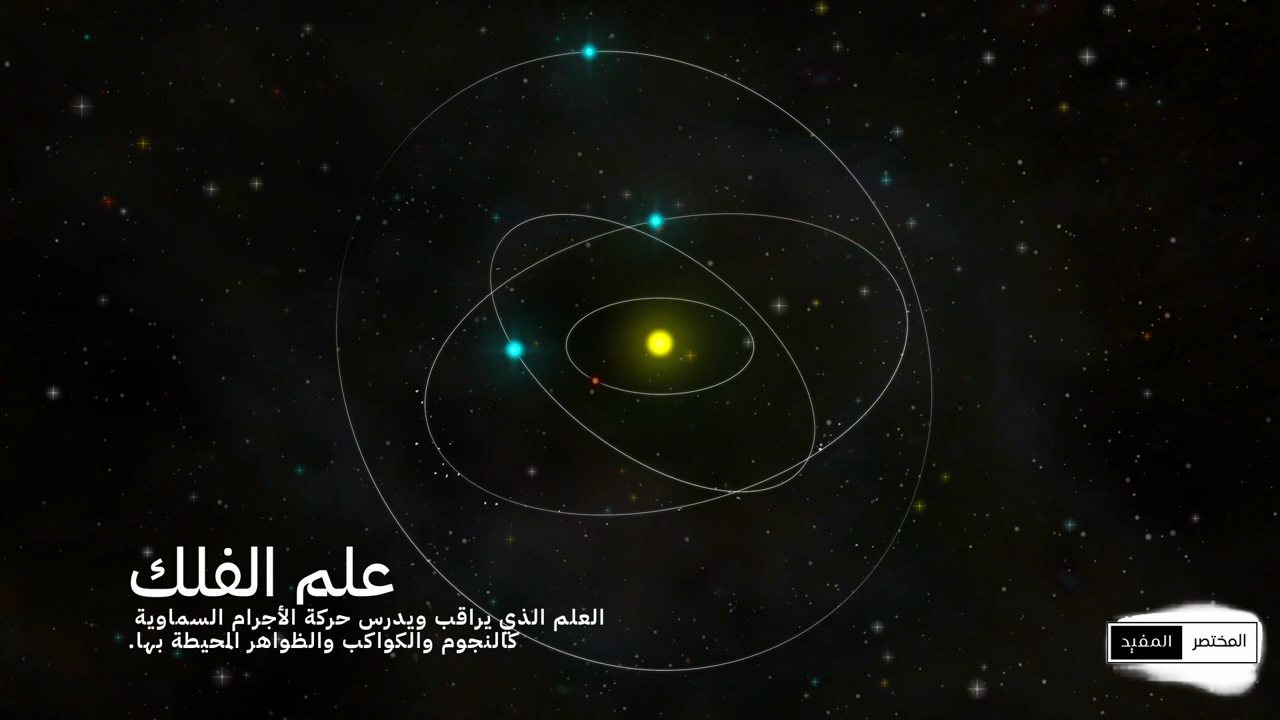 علم الفلك
العلم الذي يراقب ويدرس حركة الأجرام السماوية
كالنجوم والكواكب والظواهر المحيطة بها.
المختصر المفيد